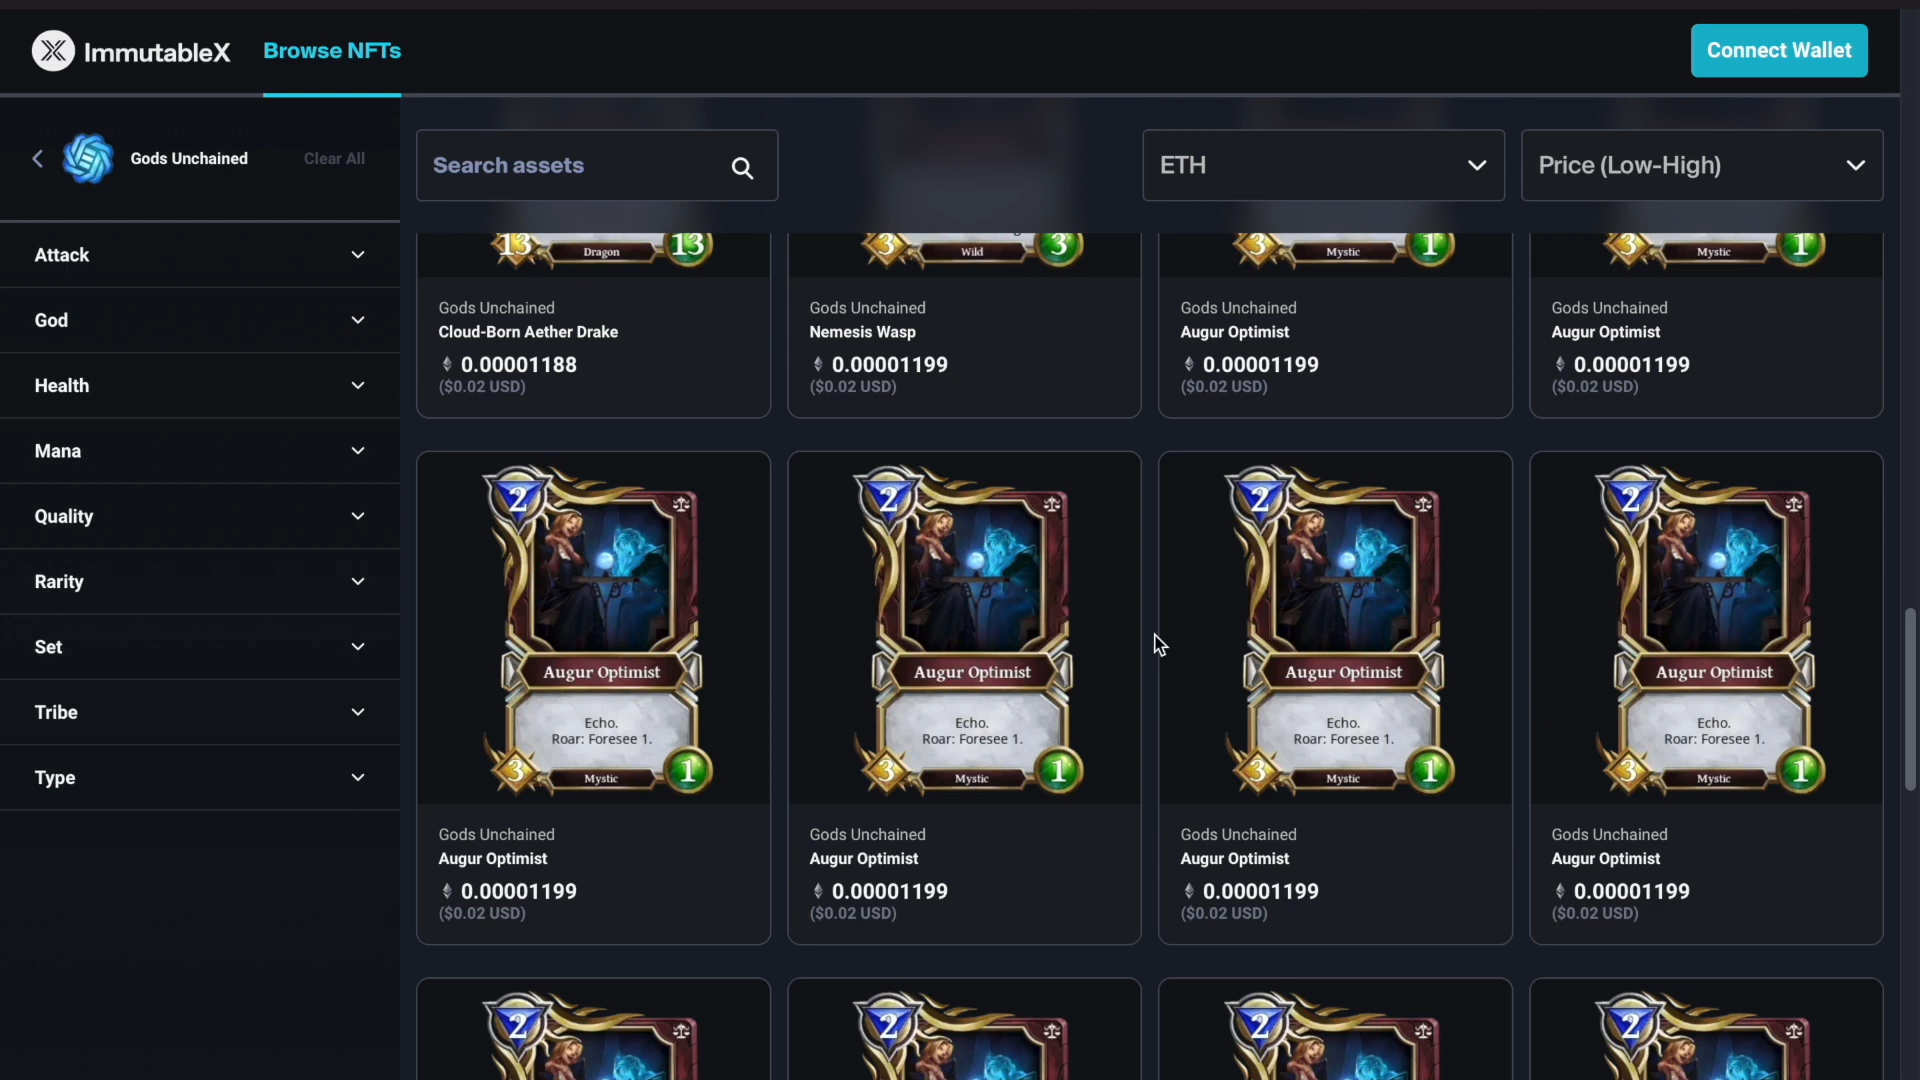 ImmutableX
Browse NFTs
Connect Wallet
Gods Unchained
Clear All
Search assets
ETH
Price (Low-High)
Attack
God
Health
Mana
Quality
Rarity
Set
Tribe
Type
13 Dragon 13
3 Wild 3
3 Mystic 1
3 Mystic 1
Gods Unchained
Cloud-Born Aether Drake
0.00001188
($0.02 USD)
Gods Unchained
Nemesis Wasp
0.00001199
($0.02 USD)
Gods Unchained
Augur Optimist
0.00001199
($0.02 USD)
Gods Unchained
Augur Optimist
0.00001199
($0.02 USD)
2
Augur Optimist
Echo.
Roar: Foresee 1.
3 Mystic 1
Gods Unchained
Augur Optimist
0.00001199
($0.02 USD)
2
Augur Optimist
Echo.
Roar: Foresee 1.
3 Mystic 1
Gods Unchained
Augur Optimist
0.00001199
($0.02 USD)
2
Augur Optimist
Echo.
Roar: Foresee 1.
3 Mystic 1
Gods Unchained
Augur Optimist
0.00001199
($0.02 USD)
2
Augur Optimist
Echo.
Roar: Foresee 1.
3 Mystic 1
Gods Unchained
Augur Optimist
0.00001199
($0.02 USD)
2
2
2
2